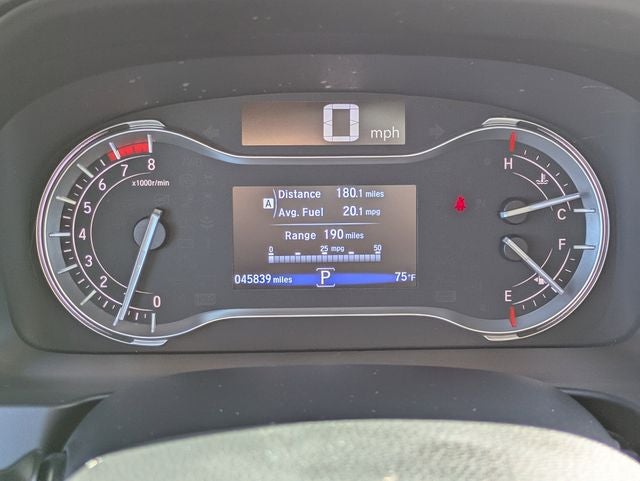 0 mph
8
7
6
5
4
3
2
1
0
x1000r/min
A Distance 180.1 miles
Avg. Fuel 20.1 mpg
Range 190 miles
0 25 mpg 50
045839 miles P 75°F
H
C
F
E